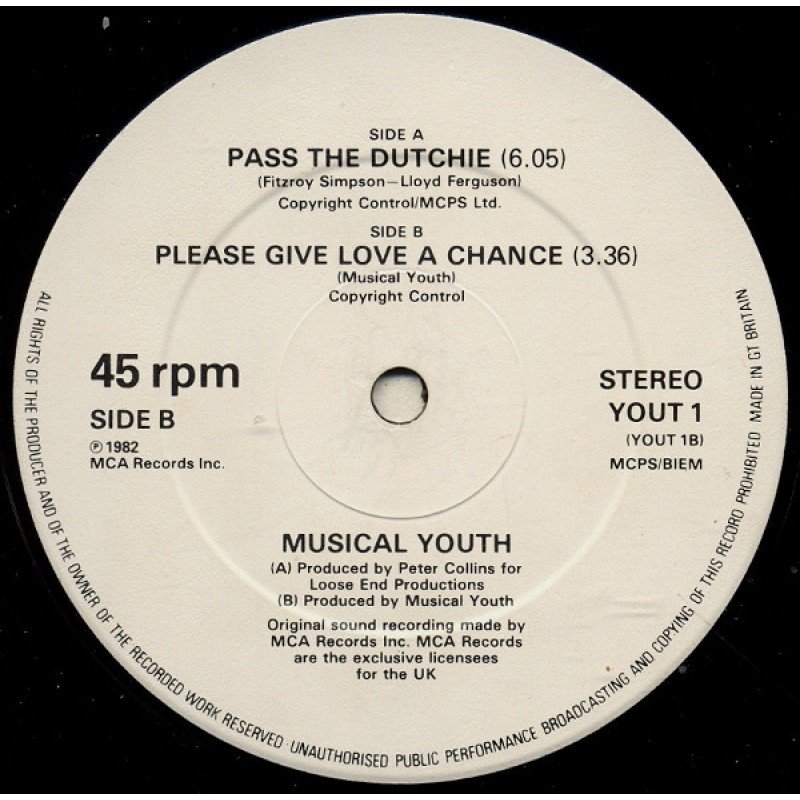 SIDE A
PASS THE DUTCHIE (6.05)
(Fitzroy Simpson—Lloyd Ferguson)
Copyright Control/MCPS Ltd.
SIDE B
PLEASE GIVE LOVE A CHANCE (3.36)
(Musical Youth)
Copyright Control
45 rpm
SIDE B
℗ 1982
MCA Records Inc.
STEREO
YOUT 1
(YOUT 1B)
MCPS/BIEM
MUSICAL YOUTH
(A) Produced by Peter Collins for
Loose End Productions
(B) Produced by Musical Youth
Original sound recording made by
MCA Records Inc. MCA Records
are the exclusive licensees
for the UK
ALL RIGHTS OF THE PRODUCER AND OF THE OWNER OF THE RECORDED WORK RESERVED · UNAUTHORISED PUBLIC PERFORMANCE BROADCASTING AND COPYING OF THIS RECORD PROHIBITED MADE IN GT BRITAIN